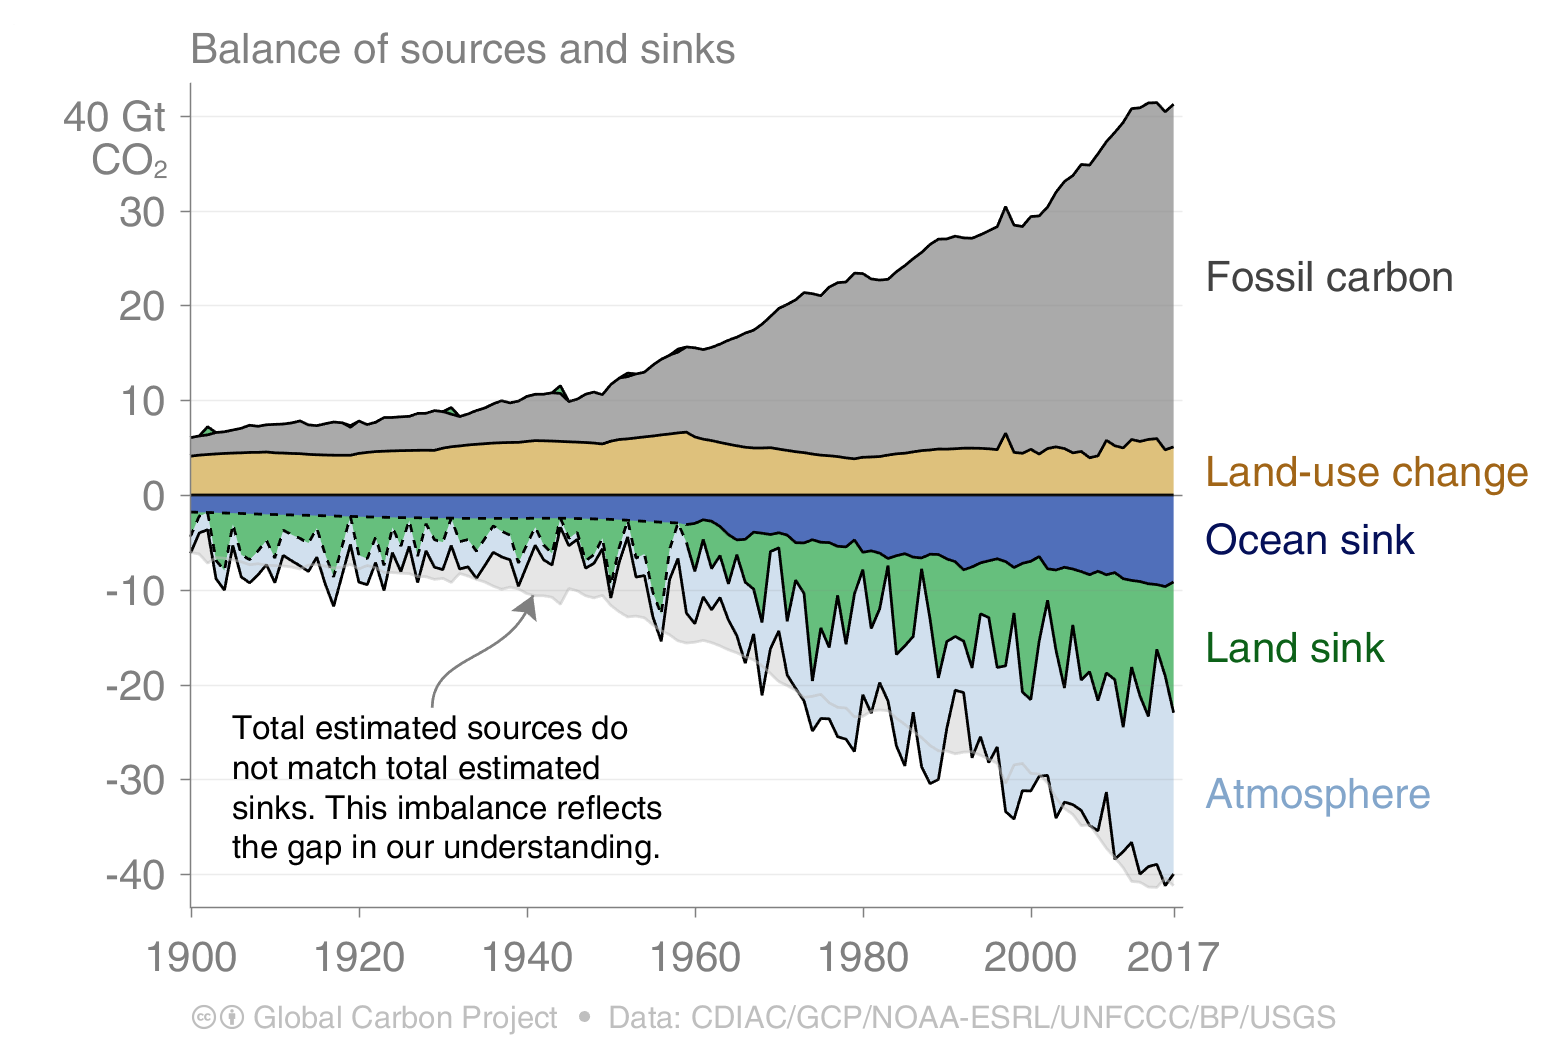 Balance of sources and sinks
40 Gt
CO₂
30
20
10
0
-10
-20
-30
-40
Fossil carbon
Land-use change
Ocean sink
Land sink
Atmosphere
Total estimated sources do
not match total estimated
sinks. This imbalance reflects
the gap in our understanding.
1900 1920 1940 1960 1980 2000 2017
cc Global Carbon Project • Data: CDIAC/GCP/NOAA-ESRL/UNFCCC/BP/USGS